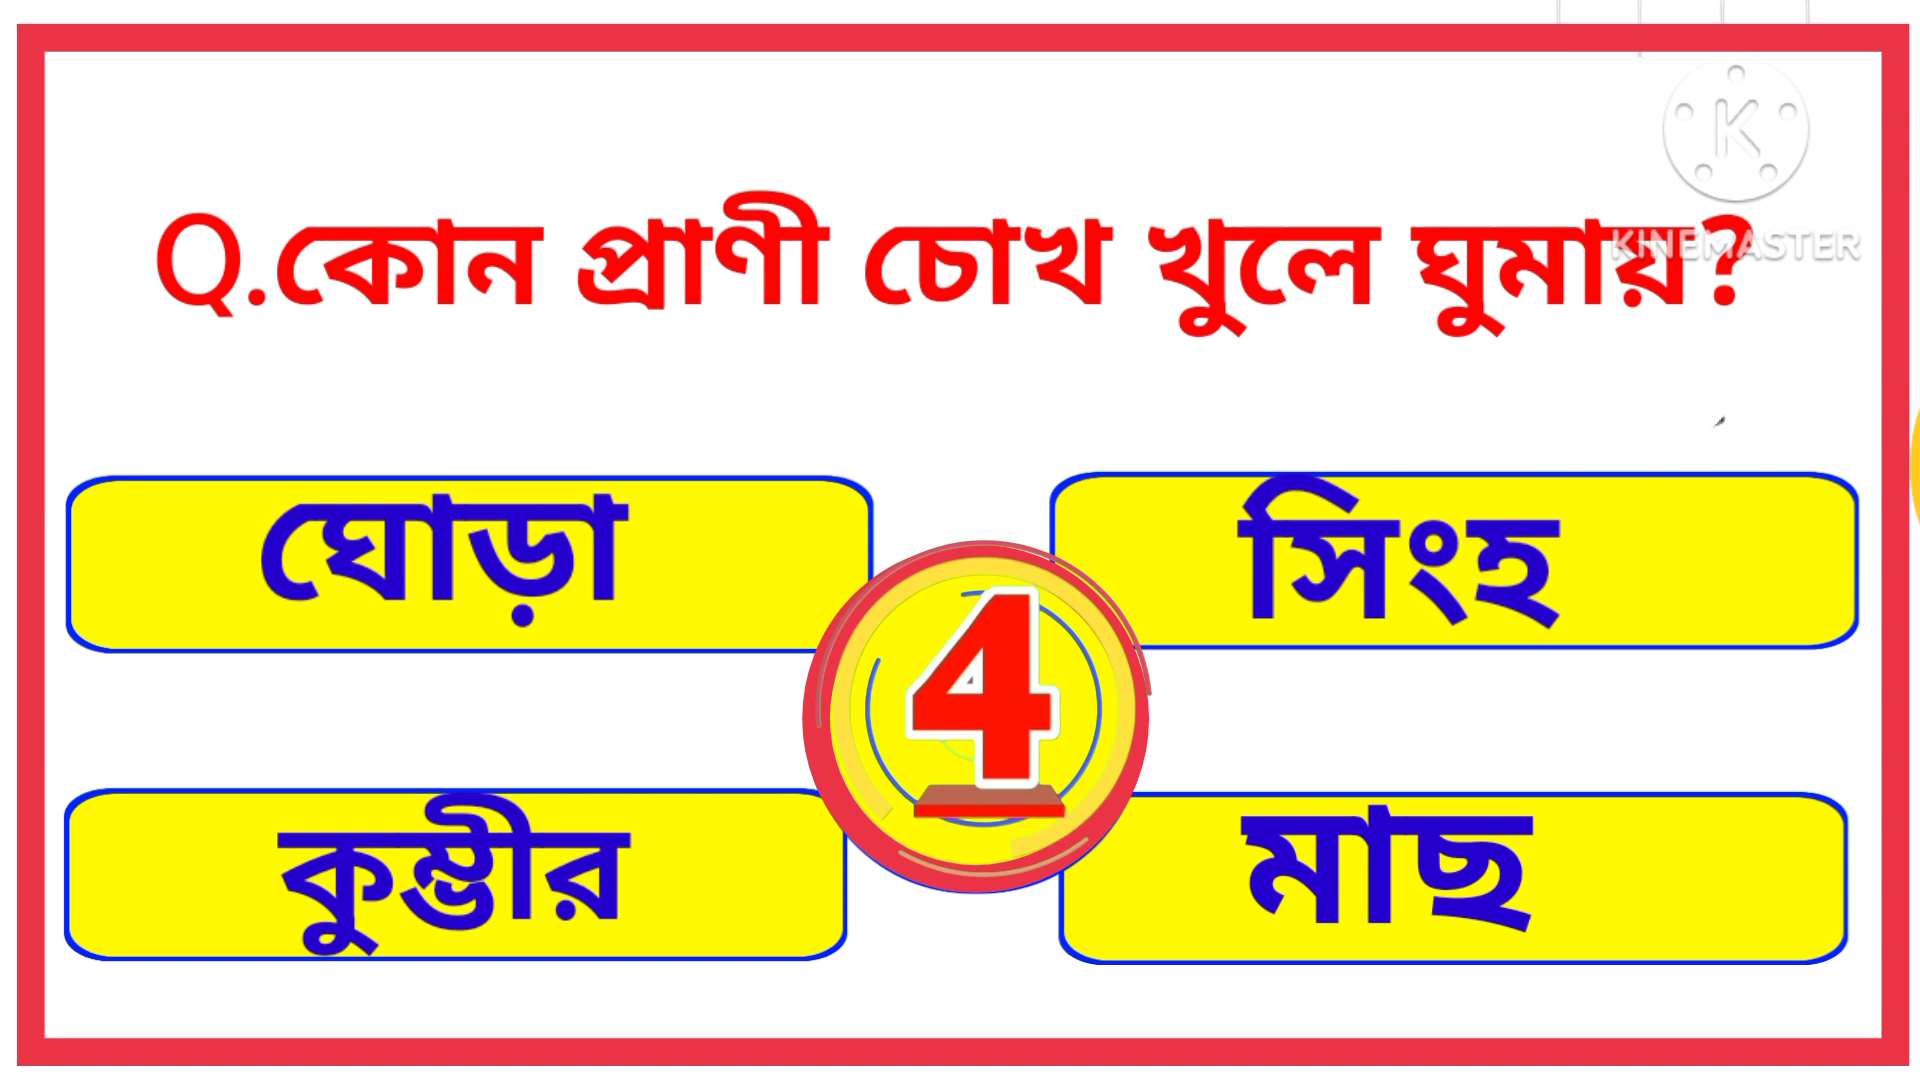 K
KINEMASTER
Q.কোন প্রাণী চোখ খুলে ঘুমায়?
ঘোড়া
সিংহ
4
কুম্ভীর
মাছ